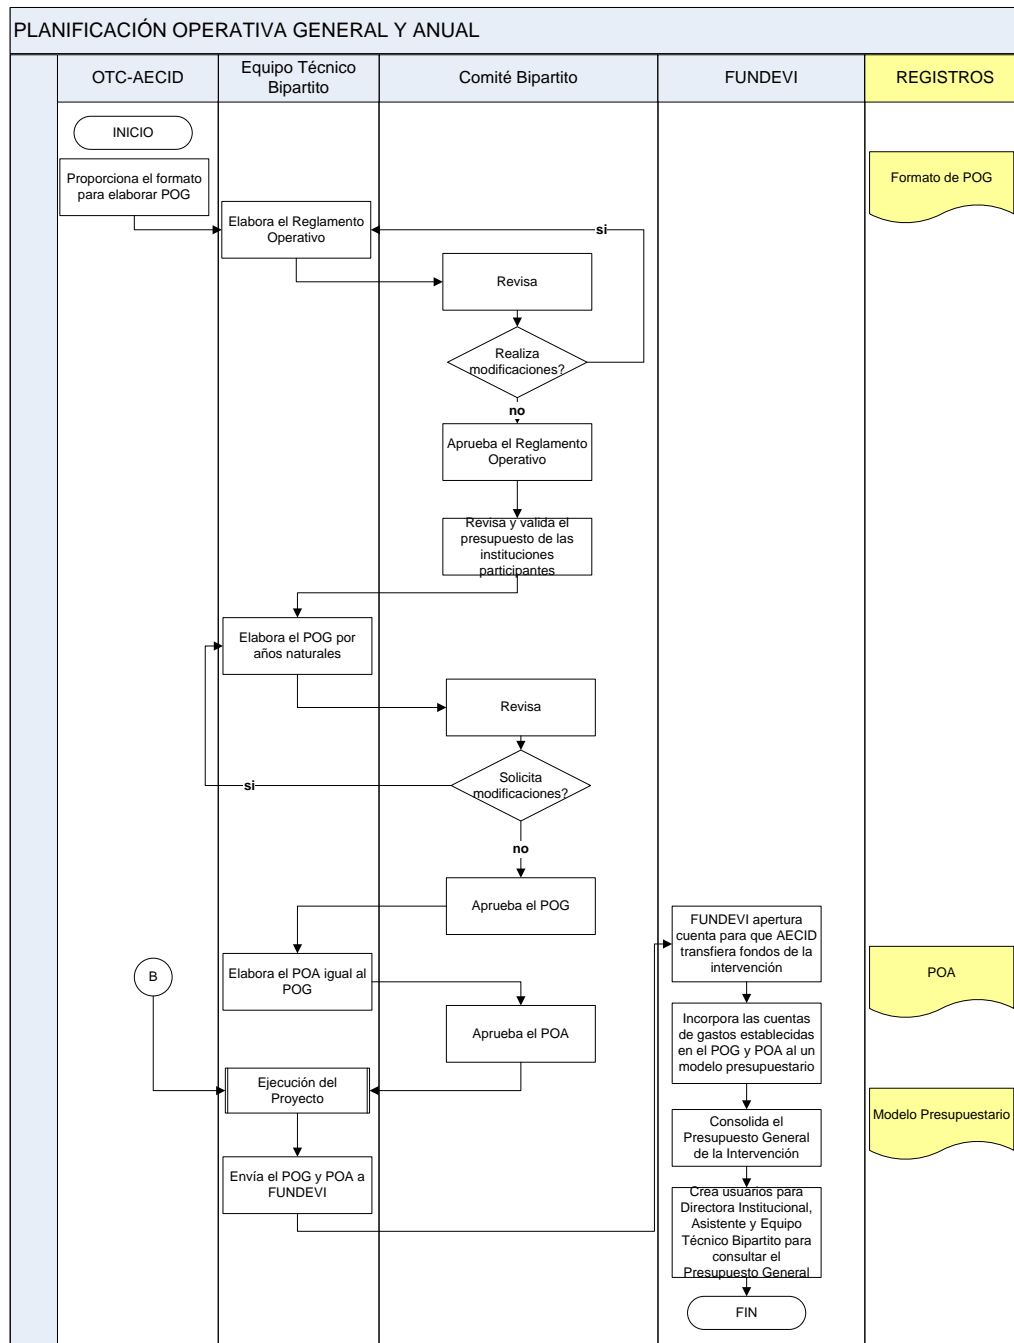 PLANIFICACIÓN OPERATIVA GENERAL Y ANUAL
OTC-AECID
Equipo Técnico
Bipartito
Comité Bipartito
FUNDEVI
REGISTROS
INICIO
Proporciona el formato
para elaborar POG
Formato de POG
Elabora el Reglamento
Operativo
si
Revisa
Realiza
modificaciones?
no
Aprueba el Reglamento
Operativo
Revisa y valida el
presupuesto de las
instituciones
participantes
Elabora el POG por
años naturales
Revisa
Solicita
modificaciones?
si
no
Aprueba el POG
FUNDEVI apertura
cuenta para que AECID
transfiera fondos de la
intervención
B
Elabora el POA igual al
POG
POA
Aprueba el POA
Incorpora las cuentas
de gastos establecidas
en el POG y POA al un
modelo presupuestario
Ejecución del
Proyecto
Modelo Presupuestario
Consolida el
Presupuesto General
de la Intervención
Envía el POG y POA a
FUNDEVI
Crea usuarios para
Directora Institucional,
Asistente y Equipo
Técnico Bipartito para
consultar el
Presupuesto General
FIN